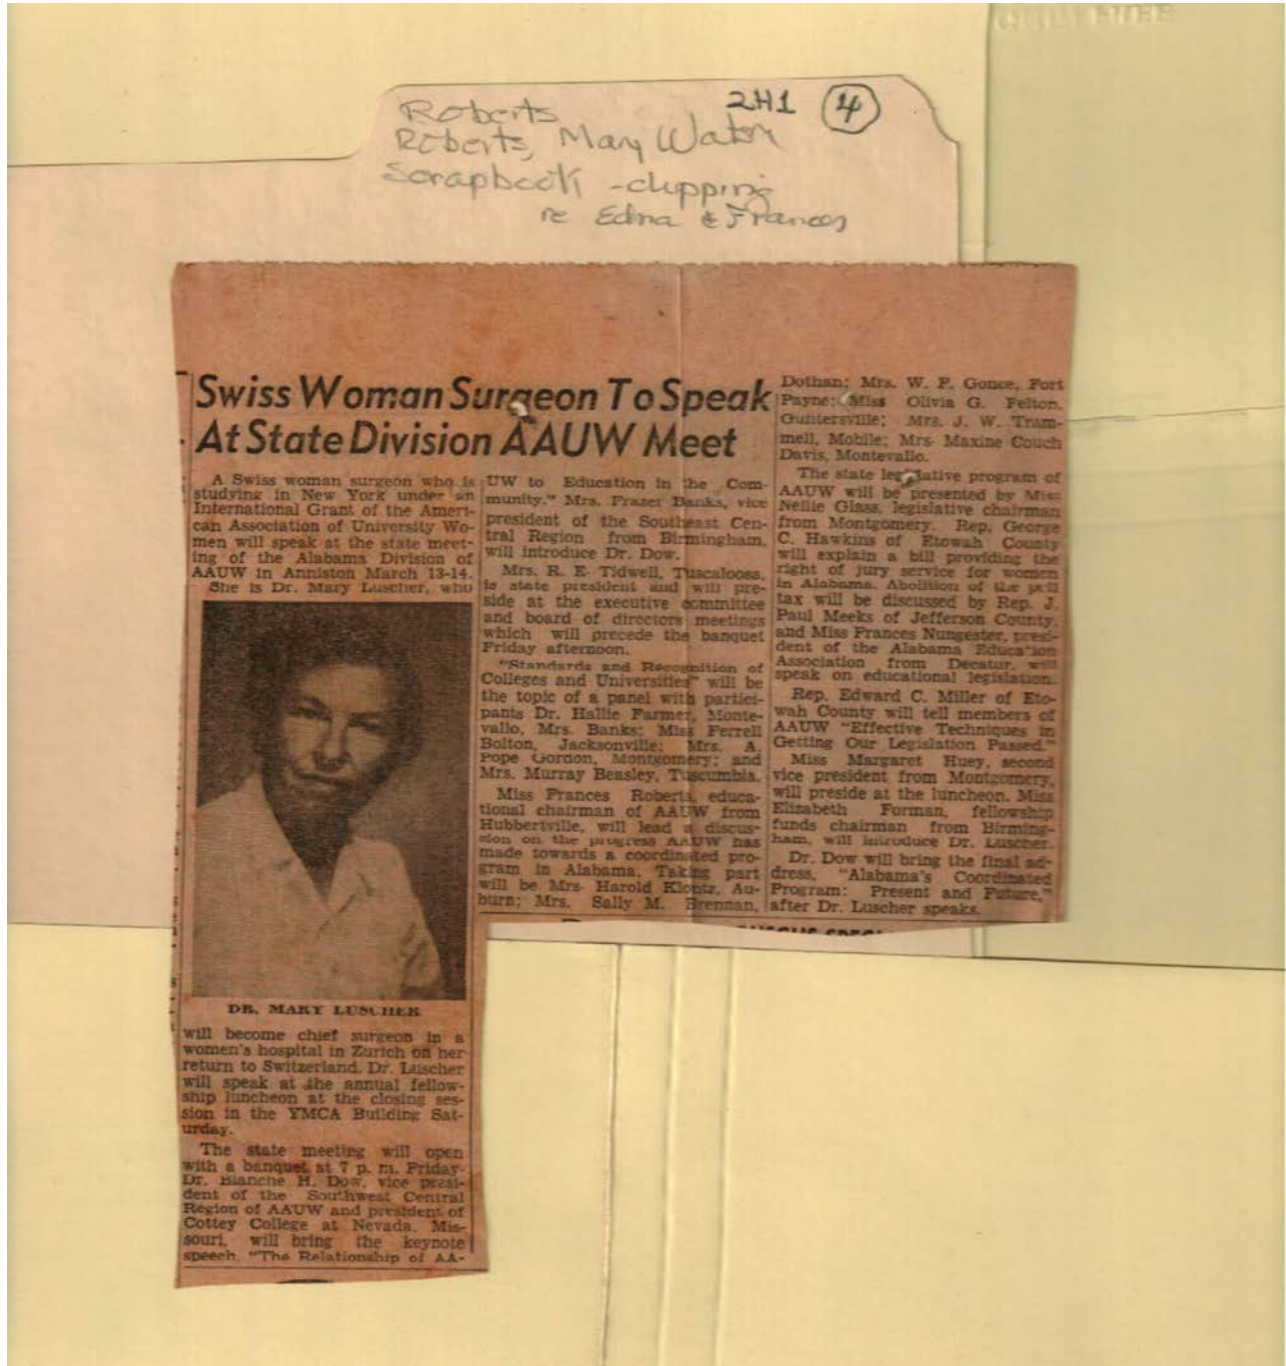 2H1 4
Roberts
Roberts, Mary Watson
Scrapbook - clipping
re Edna & Frances
Swiss Woman Surgeon To Speak
At State Division AAUW Meet
A Swiss woman surgeon who is
studying in New York under an
International Grant of the Ameri-
can Association of University Wo-
men will speak at the state meet-
ing of the Alabama Division of
AAUW in Anniston March 13-14.
She is Dr. Mary Luscher, who
DR. MARY LUSCHER
will become chief surgeon in a
women's hospital in Zurich on her
return to Switzerland. Dr. Luscher
will speak at the annual fellow-
ship luncheon at the closing ses-
sion in the YMCA Building Sat-
urday.
The state meeting will open
with a banquet at 7 p. m. Friday.
Dr. Blanche H. Dow, vice presi-
dent of the Southwest Central
Region of AAUW and president of
Cottey College at Nevada, Mis-
souri, will bring the keynote
speech, "The Relationship of AA-
UW to Education in the Com-
munity." Mrs. Frazer Banks, vice
president of the Southeast Cen-
tral Region from Birmingham,
will introduce Dr. Dow.
Mrs. R. E. Tidwell, Tuscaloosa,
is state president and will pre-
side at the executive committee
and board of directors meetings
which will precede the banquet
Friday afternoon.
"Standards and Recognition of
Colleges and Universities" will be
the topic of a panel with partici-
pants Dr. Hallie Farmer, Monte-
vallo, Mrs. Banks; Miss Ferrell
Bolton, Jacksonville; Mrs. A.
Pope Gordon, Montgomery; and
Mrs. Murray Beasley, Tuscumbia.
Miss Frances Roberts, educa-
tional chairman of AAUW from
Hubbertville, will lead a discus-
sion on the progress AAUW has
made towards a coordinated pro-
gram in Alabama. Taking part
will be Mrs. Harold Klontz, Au-
burn; Mrs. Sally M. Brennan,
Dothan; Mrs. W. F. Gonce, Fort
Payne; Miss Olivia G. Felton,
Guntersville; Mrs. J. W. Tram-
mell, Mobile; Mrs. Maxine Couch
Davis, Montevallo.
The state legislative program of
AAUW will be presented by Miss
Nellie Glass, legislative chairman
from Montgomery. Rep. George
C. Hawkins of Etowah County
will explain a bill providing the
right of jury service for women
in Alabama. Abolition of the poll
tax will be discussed by Rep. J.
Paul Meeks of Jefferson County,
and Miss Frances Nungester, presi-
dent of the Alabama Education
Association from Decatur, will
speak on educational legislation.
Rep. Edward C. Miller of Eto-
wah County will tell members of
AAUW "Effective Techniques in
Getting Our Legislation Passed."
Miss Margaret Huey, second
vice president from Montgomery,
will preside at the luncheon. Miss
Elizabeth Forman, fellowship
funds chairman from Birming-
ham, will introduce Dr. Luscher.
Dr. Dow will bring the final ad-
dress, "Alabama's Coordinated
Program: Present and Future,"
after Dr. Luscher speaks.